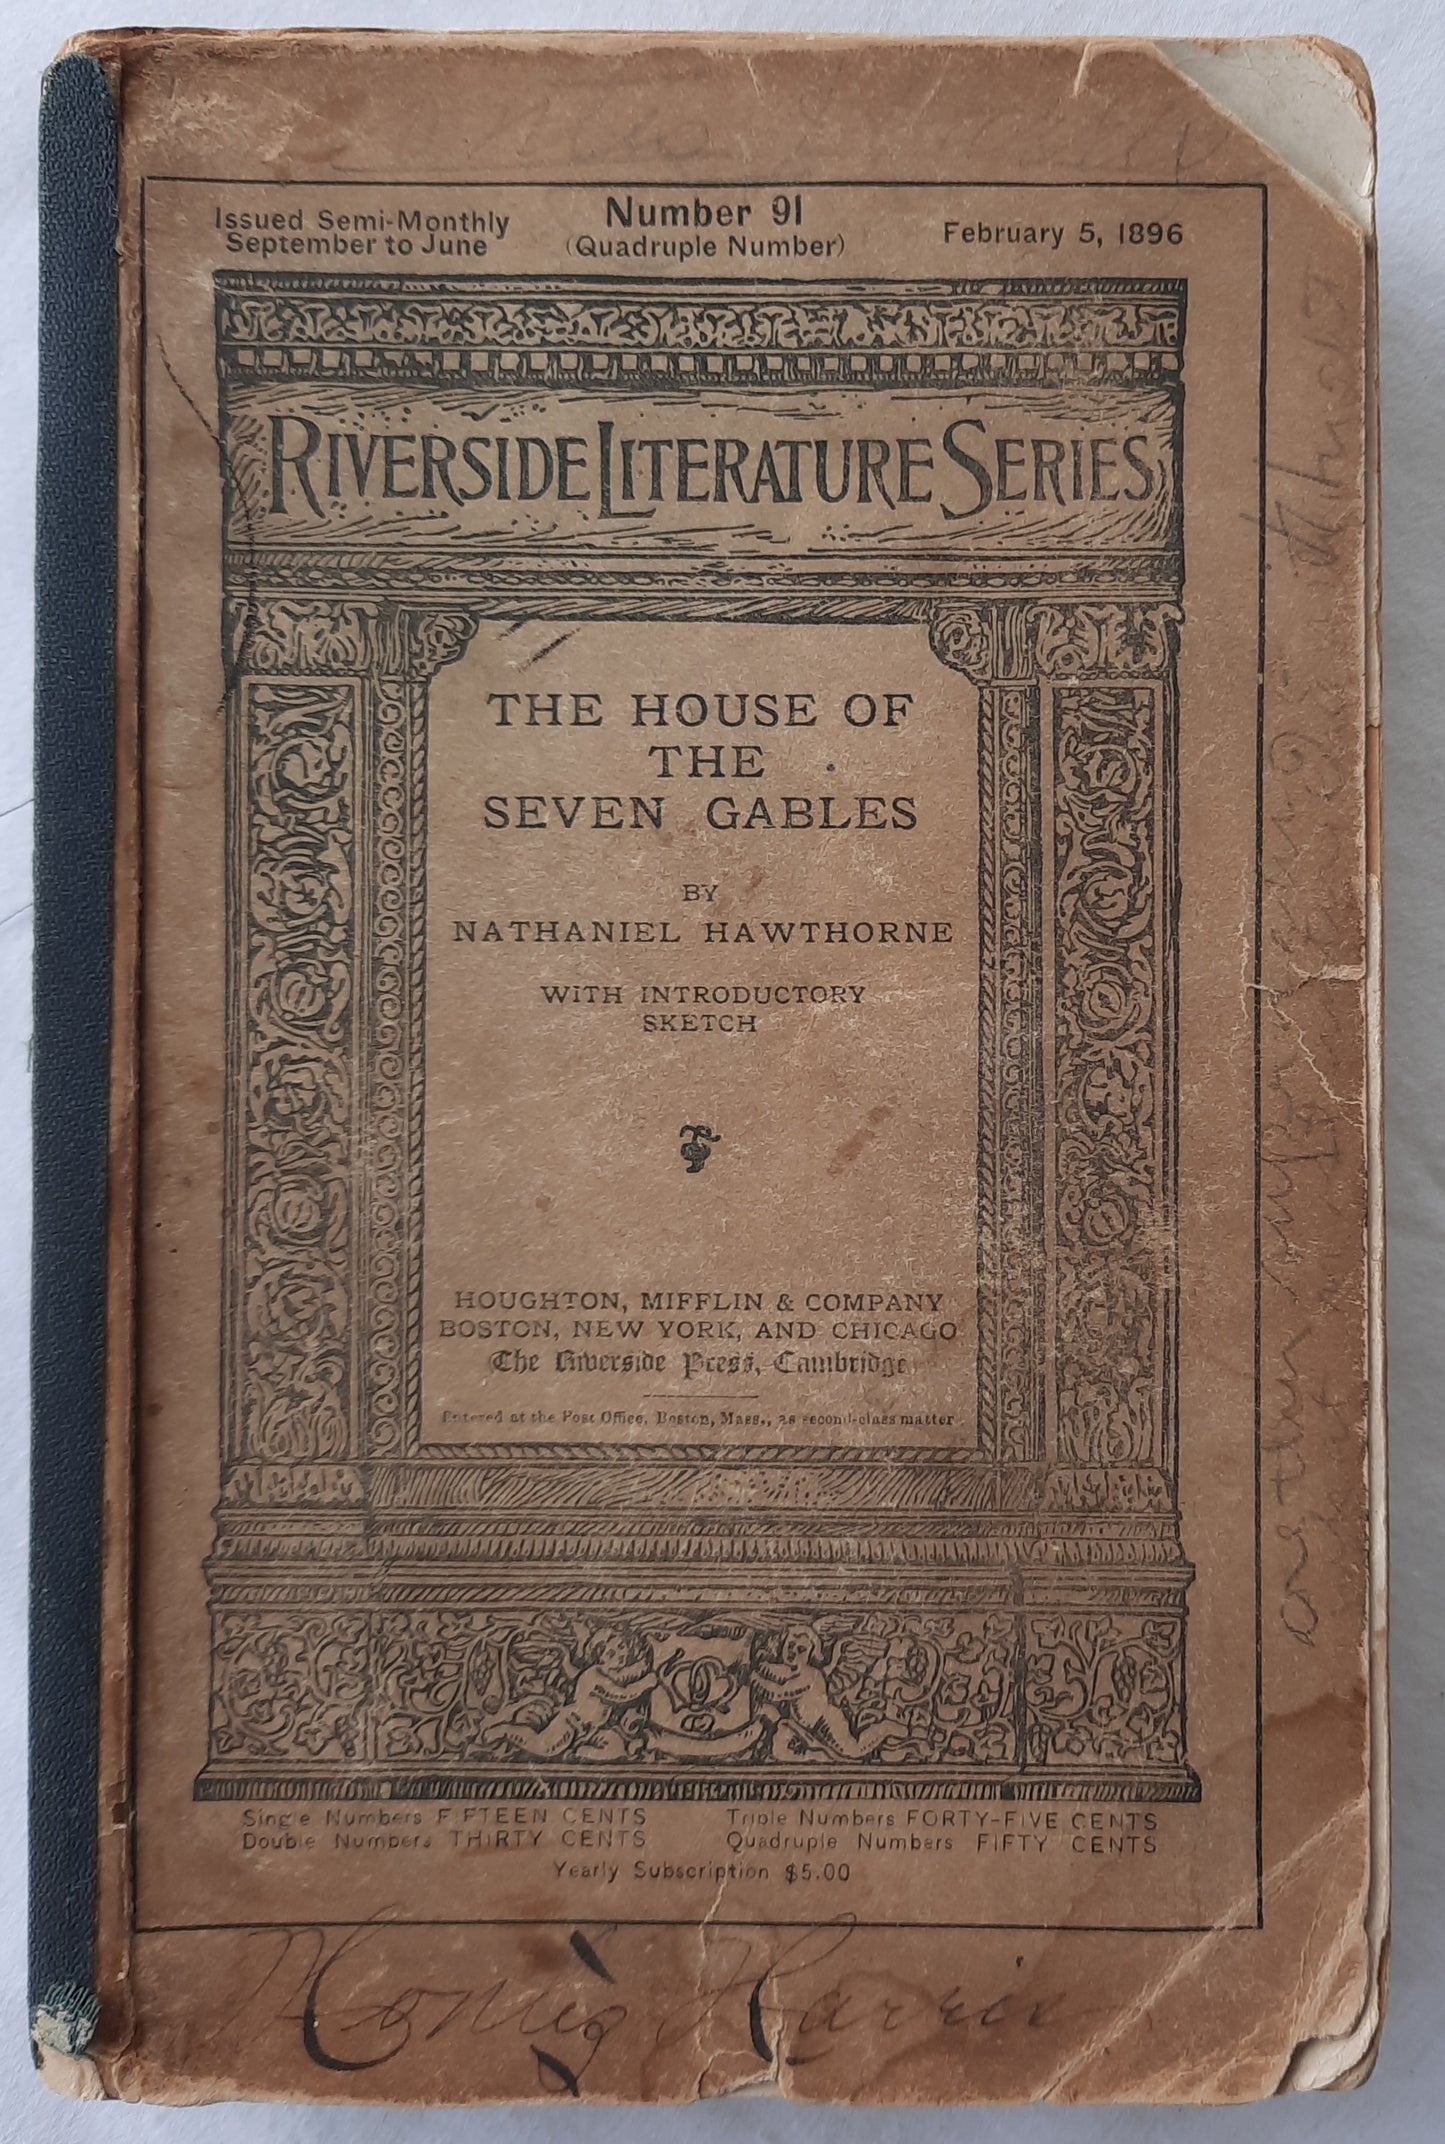 Issued Semi-Monthly
September to June
Number 91
(Quadruple Number)
February 5, 1896
RIVERSIDE LITERATURE SERIES
THE HOUSE OF
THE
SEVEN GABLES
BY
NATHANIEL HAWTHORNE
WITH INTRODUCTORY
SKETCH
HOUGHTON, MIFFLIN & COMPANY
BOSTON, NEW YORK, AND CHICAGO
The Riverside Press, Cambridge
Entered at the Post Office, Boston, Mass., as second-class matter
Single Numbers FIFTEEN CENTS
Double Numbers THIRTY CENTS
Triple Numbers FORTY-FIVE CENTS
Quadruple Numbers FIFTY CENTS
Yearly Subscription $5.00
Harris